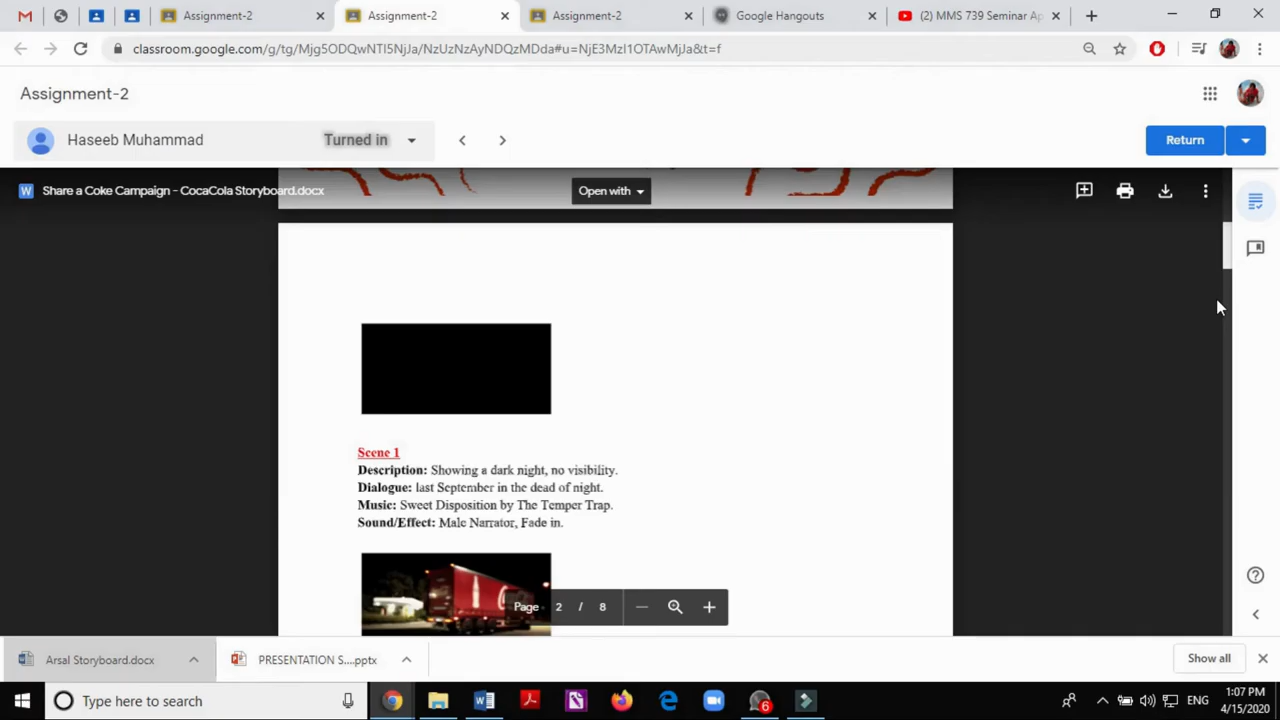 Assignment-2
Assignment-2
Assignment-2
Google Hangouts
(2) MMS 739 Seminar Ap
classroom.google.com/g/tg/Mjg5ODQwNTI5NjJa/NzUzNzAyNDQzMDda#u=NjE3MzI1OTAwMjJa&t=f
Assignment-2
Haseeb Muhammad
Turned in
Return
W
Share a Coke Campaign - CocaCola Storyboard.docx
Open with
Scene 1
Description: Showing a dark night, no visibility.
Dialogue: last September in the dead of night.
Music: Sweet Disposition by The Temper Trap.
Sound/Effect: Male Narrator, Fade in.
Page 2 / 8
Arsal Storyboard.docx
PRESENTATION S....pptx
Show all
Type here to search
6
ENG
1:07 PM
4/15/2020